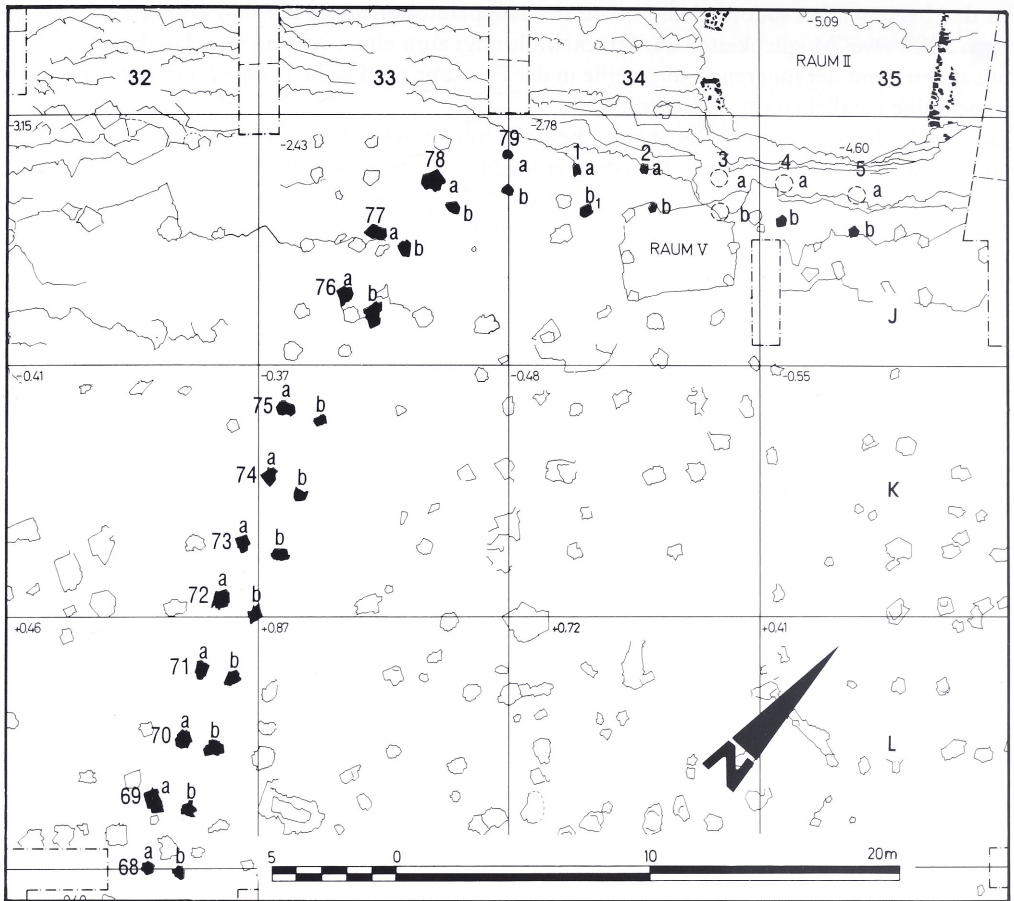 -5.09
RAUM II
32 33 34 35
-3.15 -2.43 -2.78 -4.60
79
78 a 1 a 2 a 3 a 4 a 5 a
a b b b1 b b b b
77 a b
RAUM V
76 a b
J
-0.41 -0.37 -0.48 -0.55
75 a b
74 a b
K
73 a b
72 a b
+0.46 +0.87 +0.72 +0.41
71 a b
70 a b
L
N
69 a b
68 a b
5 0 10 20m